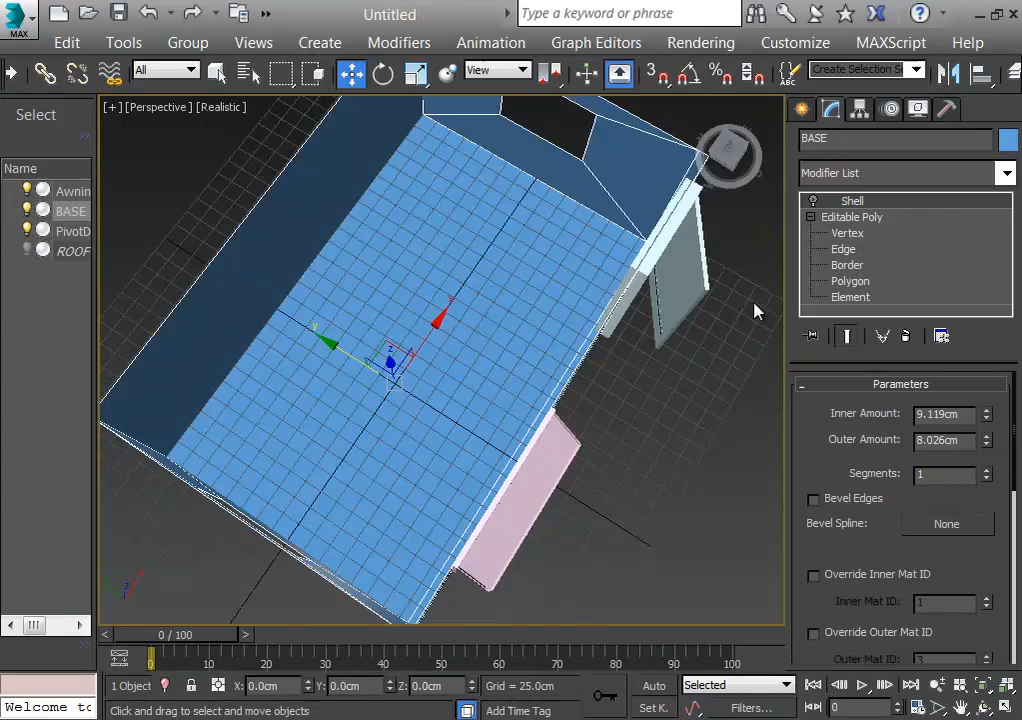 Untitled
Type a keyword or phrase
MAX
Edit Tools Group Views Create Modifiers Animation Graph Editors Rendering Customize MAXScript Help
All
View
Create Selection Se
Select
Name
Awnin
BASE
PivotD
ROOF
[+] [Perspective] [Realistic]
x
y
z
BASE
Modifier List
Shell
Editable Poly
Vertex
Edge
Border
Polygon
Element
Parameters
Inner Amount: 9.119cm
Outer Amount: 8.026cm
Segments: 1
Bevel Edges
Bevel Spline: None
Override Inner Mat ID
Inner Mat ID: 1
Override Outer Mat ID
Outer Mat ID: 3
0 / 100
0 10 20 30 40 50 60 70 80 90 100
1 Object X: 0.0cm Y: 0.0cm Z: 0.0cm Grid = 25.0cm Auto Selected
Welcome to Click and drag to select and move objects Add Time Tag Set K. Filters... 0